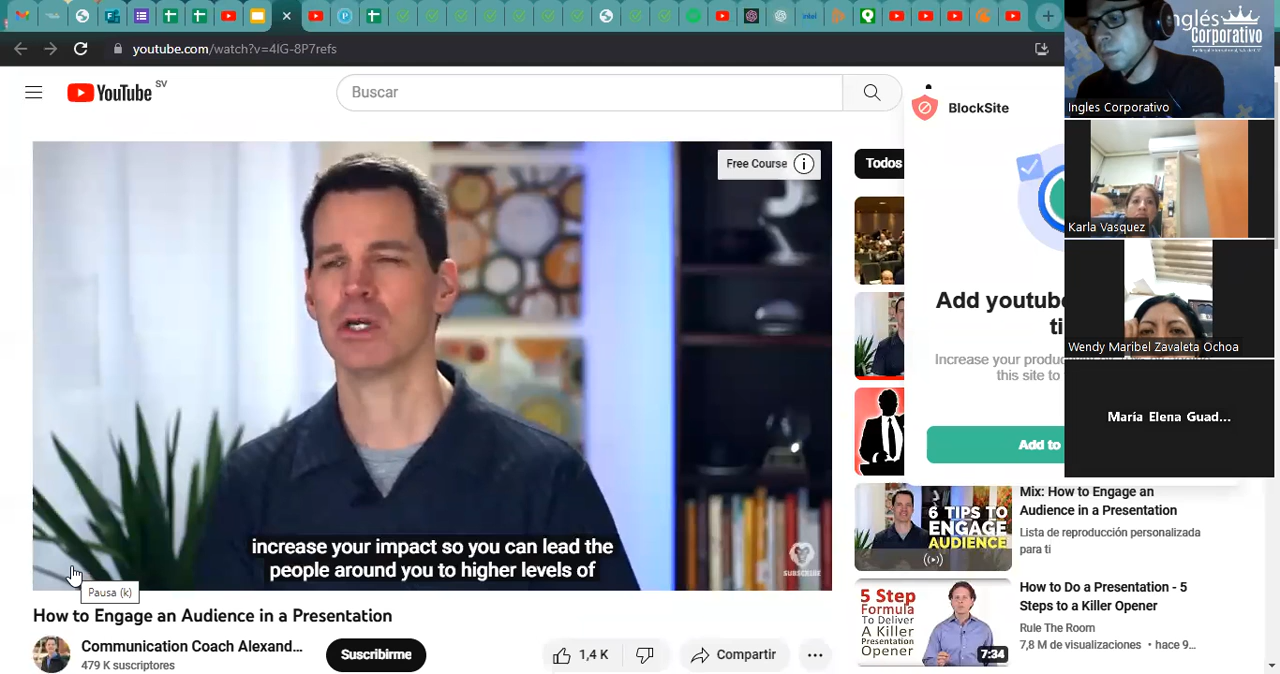 youtube.com/watch?v=4lG-8P7refs
YouTube SV
Buscar
BlockSite
Free Course
Todos
Add youtube
ti
Increase your produ
this site to
Add to
increase your impact so you can lead the
people around you to higher levels of
SUBSCRIBE
Pausa (k)
How to Engage an Audience in a Presentation
Communication Coach Alexand...
479 K suscriptores
Suscribirme
1,4 K
Compartir
Inglés
Corporativo
Ingles Corporativo
Karla Vasquez
Wendy Maribel Zavaleta Ochoa
María Elena Guad...
6 TIPS TO
ENGAGE
AUDIENCE
Mix: How to Engage an
Audience in a Presentation
Lista de reproducción personalizada
para ti
5 Step
Formula
To Deliver
A Killer
Presentation
Opener
7:34
How to Do a Presentation - 5
Steps to a Killer Opener
Rule The Room
7,8 M de visualizaciones • hace 9...